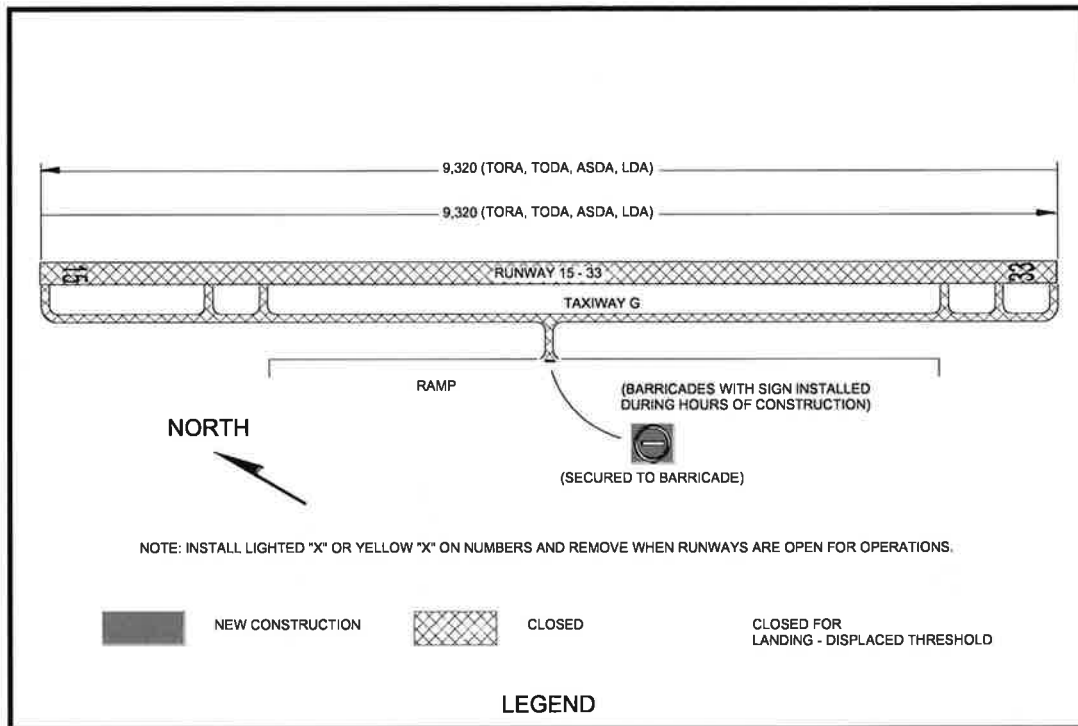 9,320 (TORA, TODA, ASDA, LDA)
9,320 (TORA, TODA, ASDA, LDA)
15
RUNWAY 15 - 33
33
TAXIWAY G
RAMP
(BARRICADES WITH SIGN INSTALLED
DURING HOURS OF CONSTRUCTION)
NORTH
(SECURED TO BARRICADE)
NOTE: INSTALL LIGHTED "X" OR YELLOW "X" ON NUMBERS AND REMOVE WHEN RUNWAYS ARE OPEN FOR OPERATIONS.
NEW CONSTRUCTION
CLOSED
CLOSED FOR
LANDING - DISPLACED THRESHOLD
LEGEND